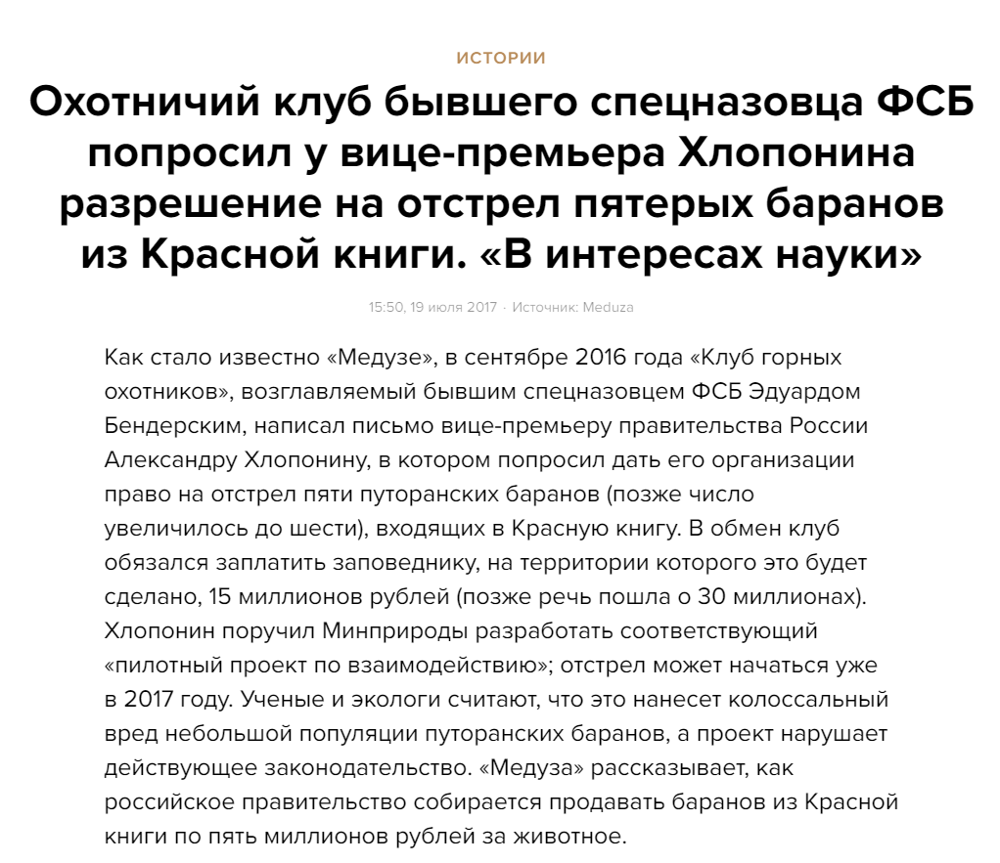 ИСТОРИИ
Охотничий клуб бывшего спецназовца ФСБ
попросил у вице-премьера Хлопонина
разрешение на отстрел пятерых баранов
из Красной книги. «В интересах науки»
15:50, 19 июля 2017 · Источник: Meduza
Как стало известно «Медузе», в сентябре 2016 года «Клуб горных
охотников», возглавляемый бывшим спецназовцем ФСБ Эдуардом
Бендерским, написал письмо вице-премьеру правительства России
Александру Хлопонину, в котором попросил дать его организации
право на отстрел пяти путоранских баранов (позже число
увеличилось до шести), входящих в Красную книгу. В обмен клуб
обязался заплатить заповеднику, на территории которого это будет
сделано, 15 миллионов рублей (позже речь пошла о 30 миллионах).
Хлопонин поручил Минприроды разработать соответствующий
«пилотный проект по взаимодействию»; отстрел может начаться уже
в 2017 году. Ученые и экологи считают, что это нанесет колоссальный
вред небольшой популяции путоранских баранов, а проект нарушает
действующее законодательство. «Медуза» рассказывает, как
российское правительство собирается продавать баранов из Красной
книги по пять миллионов рублей за животное.